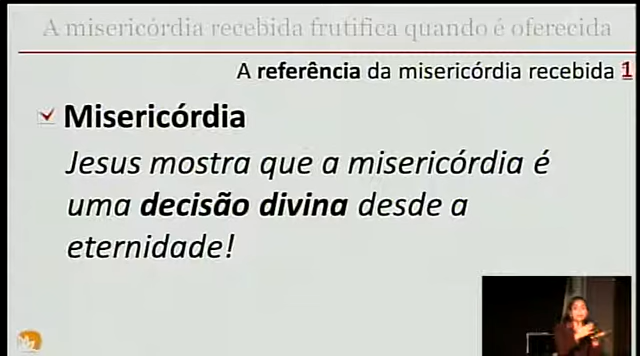 A misericórdia recebida frutifica quando é oferecida
A referência da misericórdia recebida 1
Misericórdia
Jesus mostra que a misericórdia é
uma decisão divina desde a
eternidade!